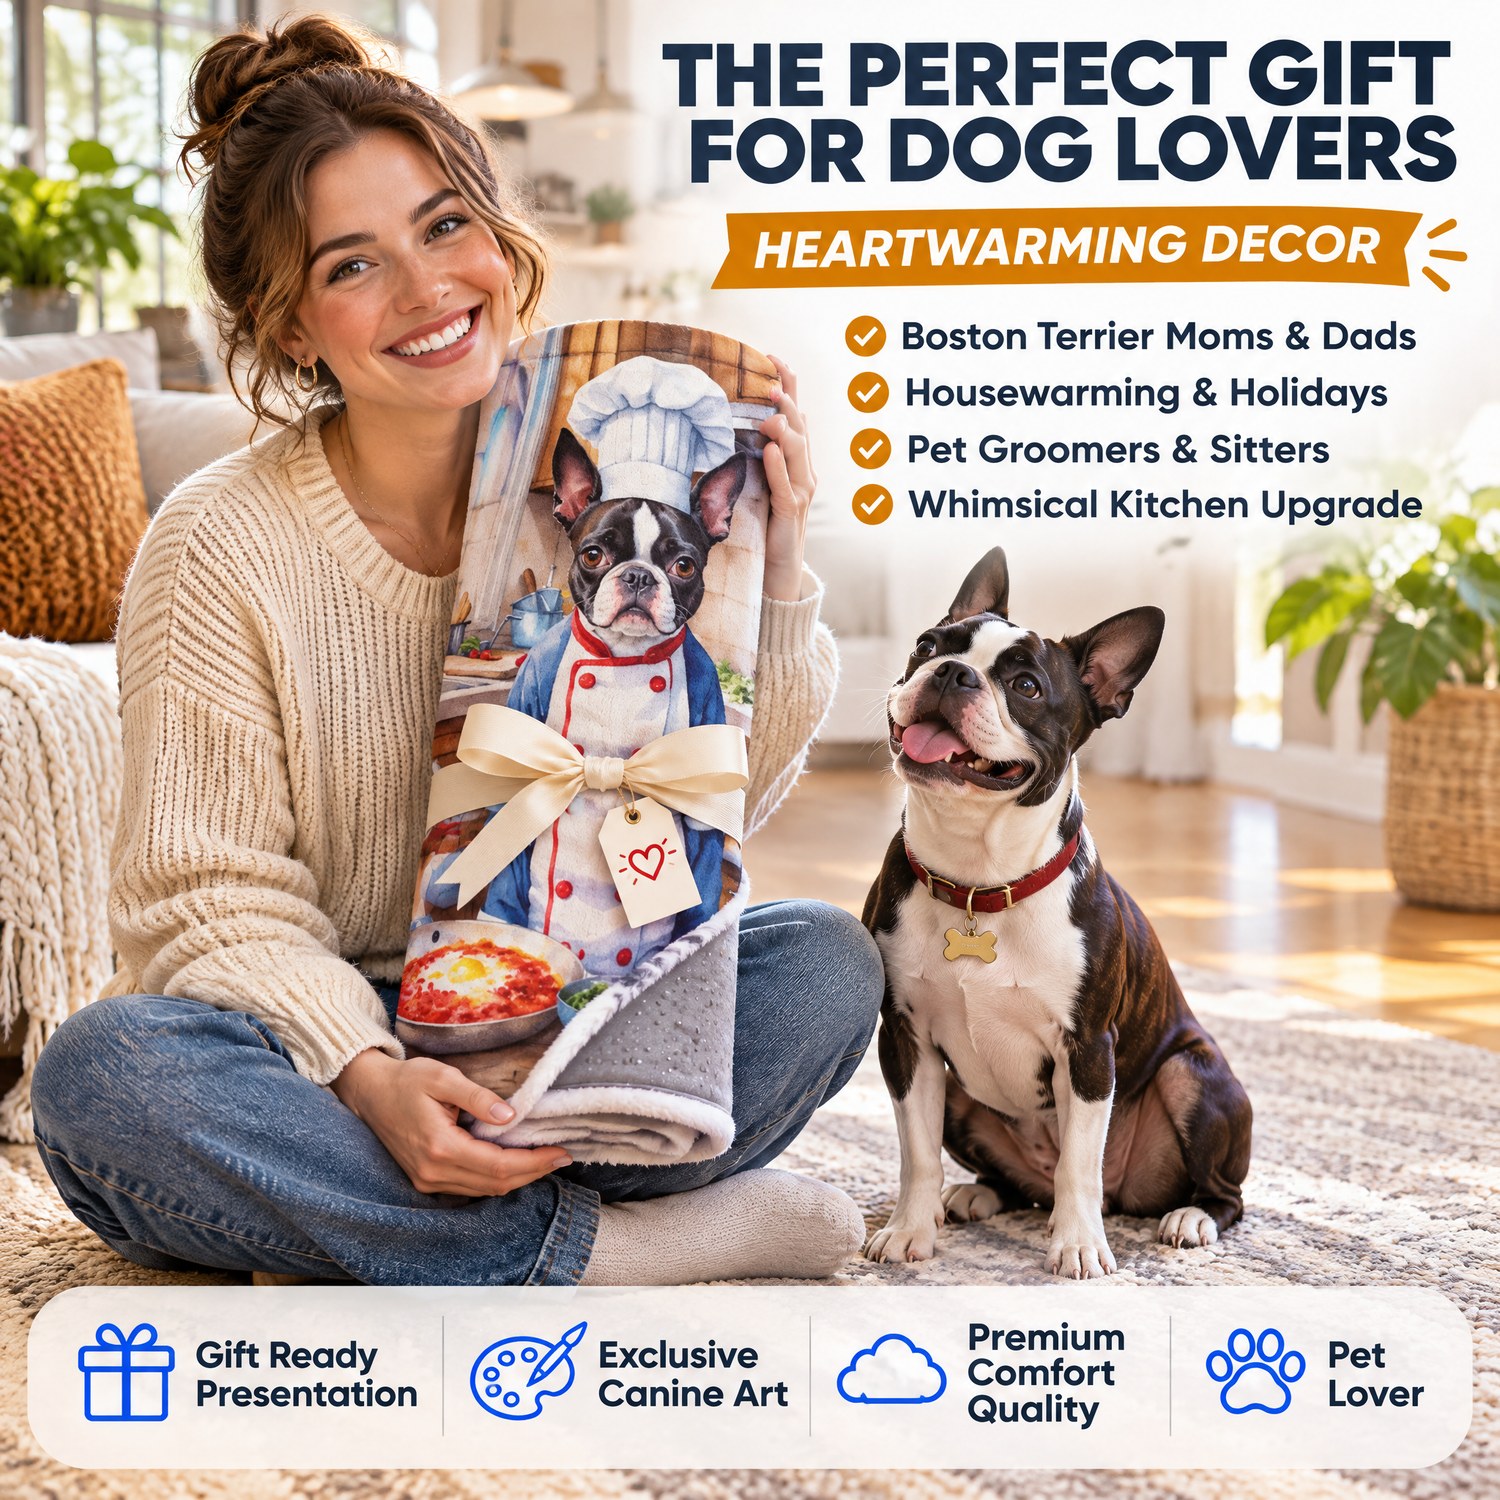 THE PERFECT GIFT
FOR DOG LOVERS
HEARTWARMING DECOR
Boston Terrier Moms & Dads
Housewarming & Holidays
Pet Groomers & Sitters
Whimsical Kitchen Upgrade
Gift Ready
Presentation
Exclusive
Canine Art
Premium
Comfort
Quality
Pet
Lover